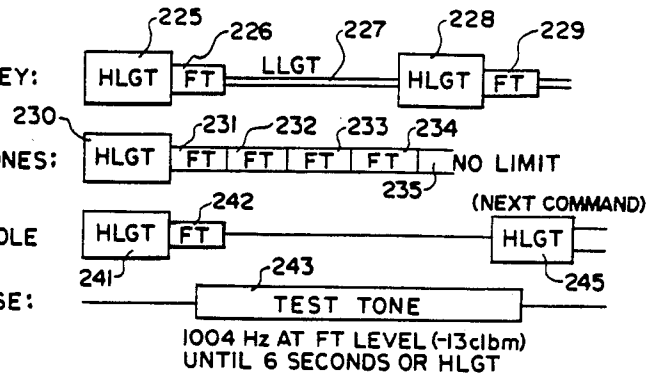 225 226 227 228 229
EY: HLGT FT LLGT HLGT FT
230 231 232 233 234
ONES: HLGT FT FT FT FT NO LIMIT
235
242 (NEXT COMMAND)
OLE HLGT FT HLGT
241 243 245
SE: TEST TONE
1004 Hz AT FT LEVEL (-13clbm)
UNTIL 6 SECONDS OR HLGT